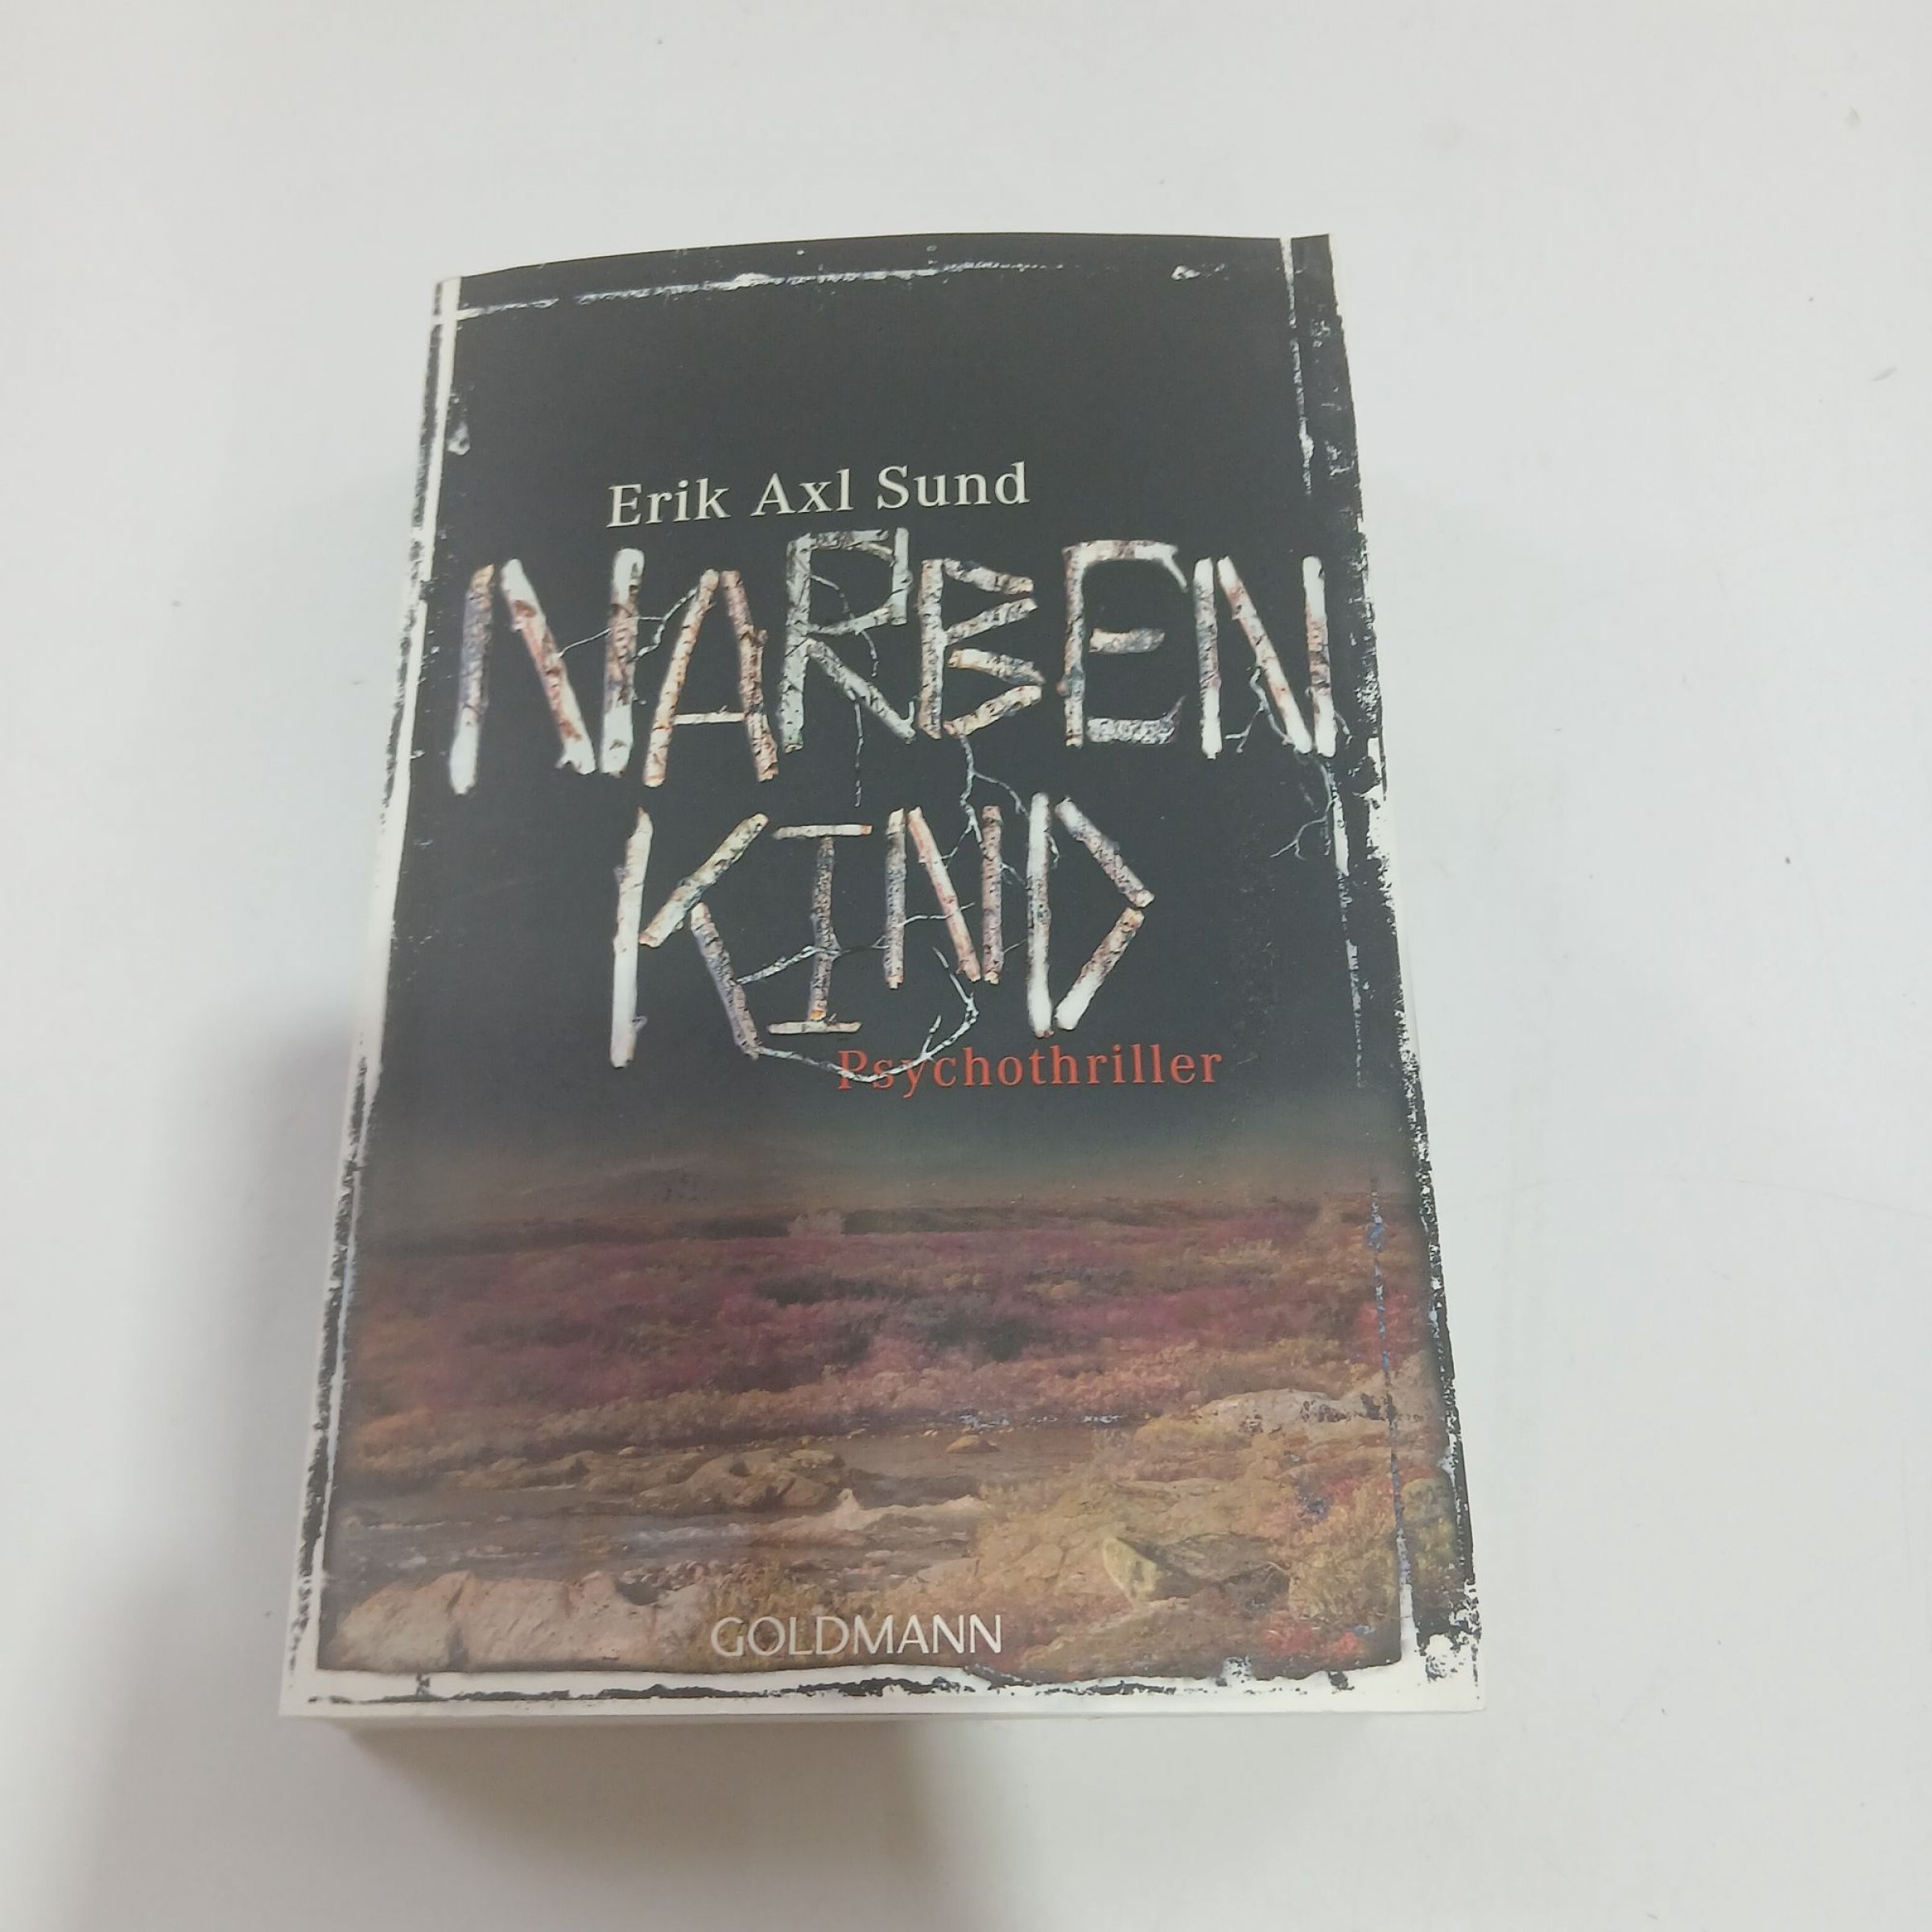 Erik Axl Sund
NARBEN
KIND
Psychothriller
GOLDMANN